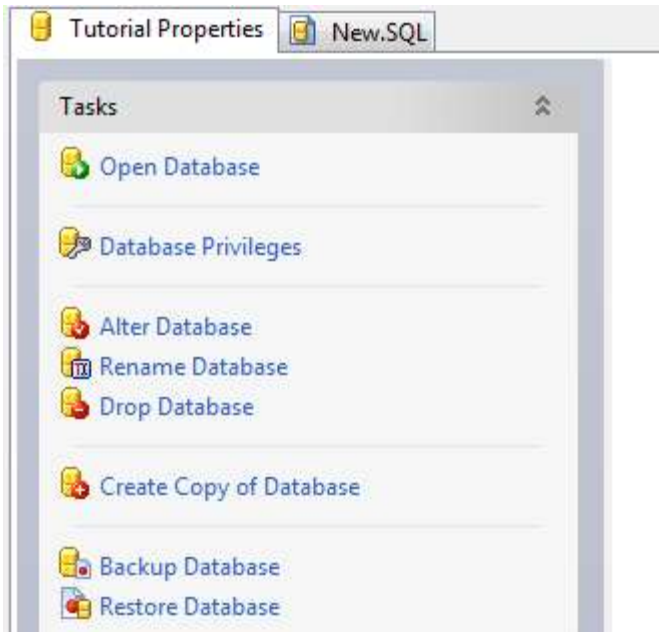 Tutorial Properties
New.SQL
Tasks
Open Database
Database Privileges
Alter Database
Rename Database
Drop Database
Create Copy of Database
Backup Database
Restore Database